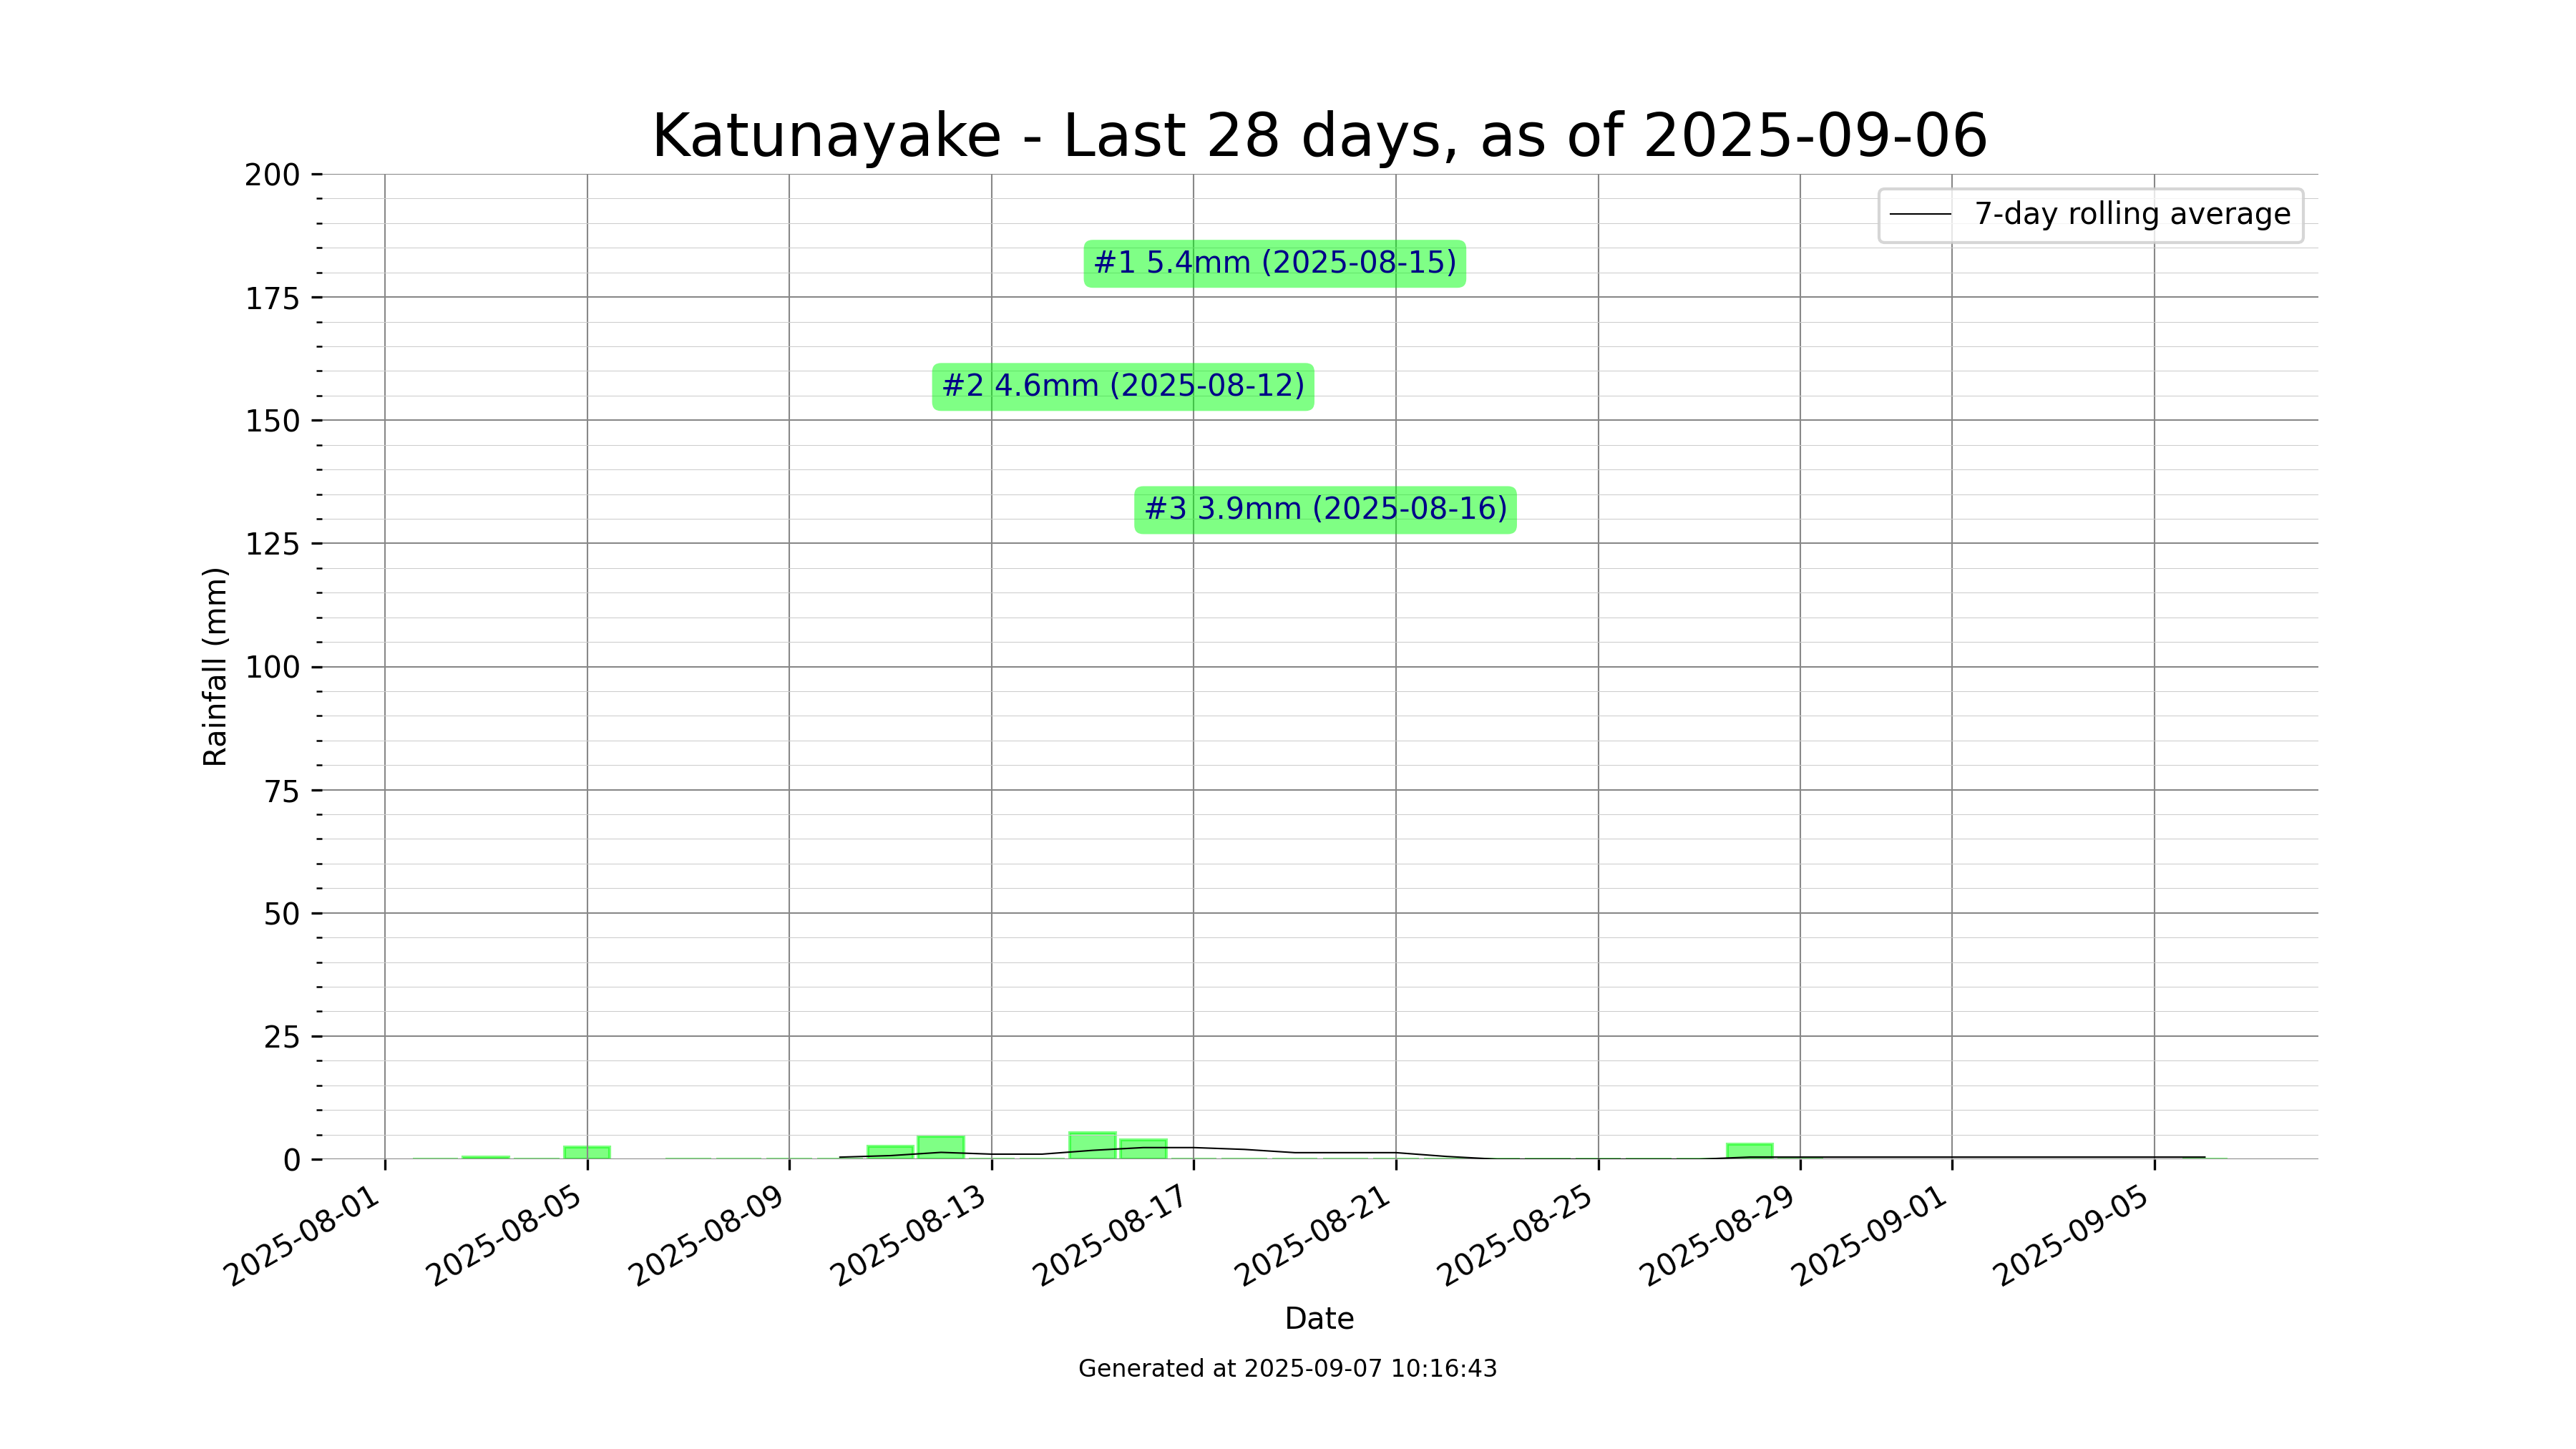 Katunayake - Last 28 days, as of 2025-09-06
7-day rolling average
#1 5.4mm (2025-08-15)
#2 4.6mm (2025-08-12)
#3 3.9mm (2025-08-16)
Rainfall (mm)
200
175
150
125
100
75
50
25
0
2025-08-01
2025-08-05
2025-08-09
2025-08-13
2025-08-17
2025-08-21
2025-08-25
2025-08-29
2025-09-01
2025-09-05
Date
Generated at 2025-09-07 10:16:43